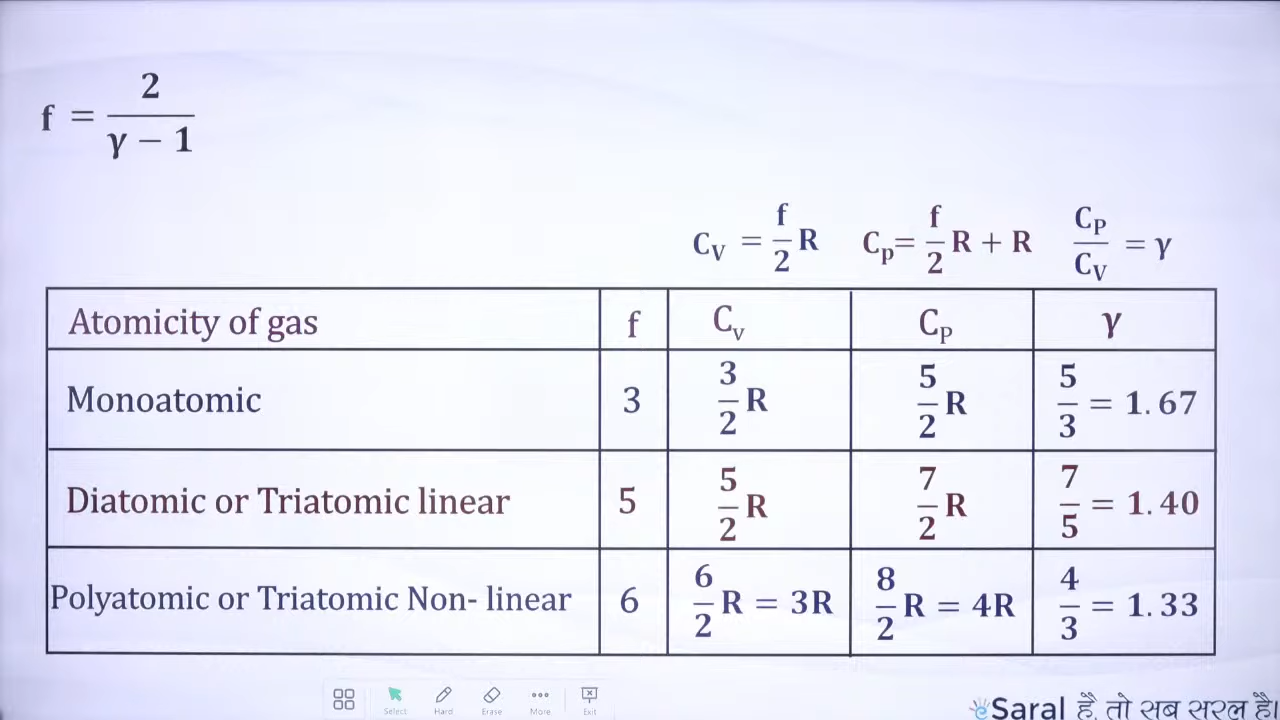 f = 2/(γ − 1)
C_V = f/2 R C_p= f/2 R + R C_P/C_V = γ
Atomicity of gas f C_v C_P γ
Monoatomic 3 3/2 R 5/2 R 5/3 = 1.67
Diatomic or Triatomic linear 5 5/2 R 7/2 R 7/5 = 1.40
Polyatomic or Triatomic Non- linear 6 6/2 R = 3R 8/2 R = 4R 4/3 = 1.33
Select Hard Erase More Exit
eSaral है, तो सब सरल है।